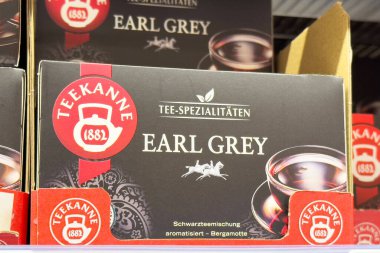 TEEKANNE
1882
EARL GREY
TEE-SPEZIALITÄTEN
TEEKANNE
1882
EARL GREY
Schwarzteemischung
aromatisiert – Bergamotte
TEEKANNE
1882
TEEKANNE
1882